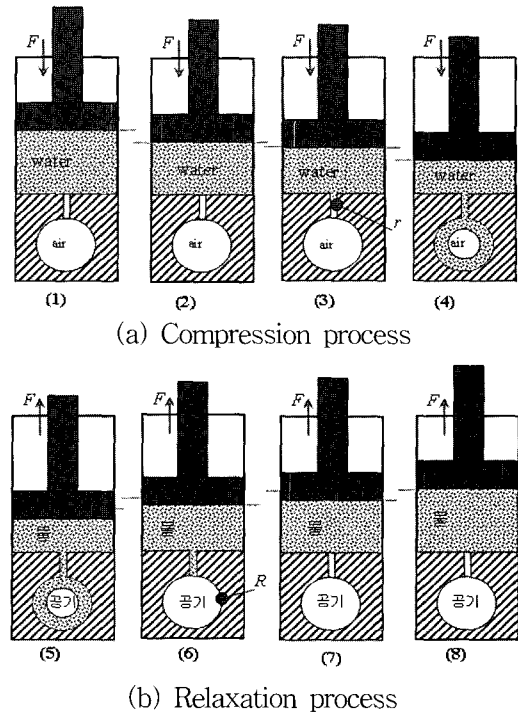 F F F F
water water water water
r
air air air air
(1) (2) (3) (4)
(a) Compression process
F F F F
물 물 물 물
공기 공기 R 공기 공기
(5) (6) (7) (8)
(b) Relaxation process